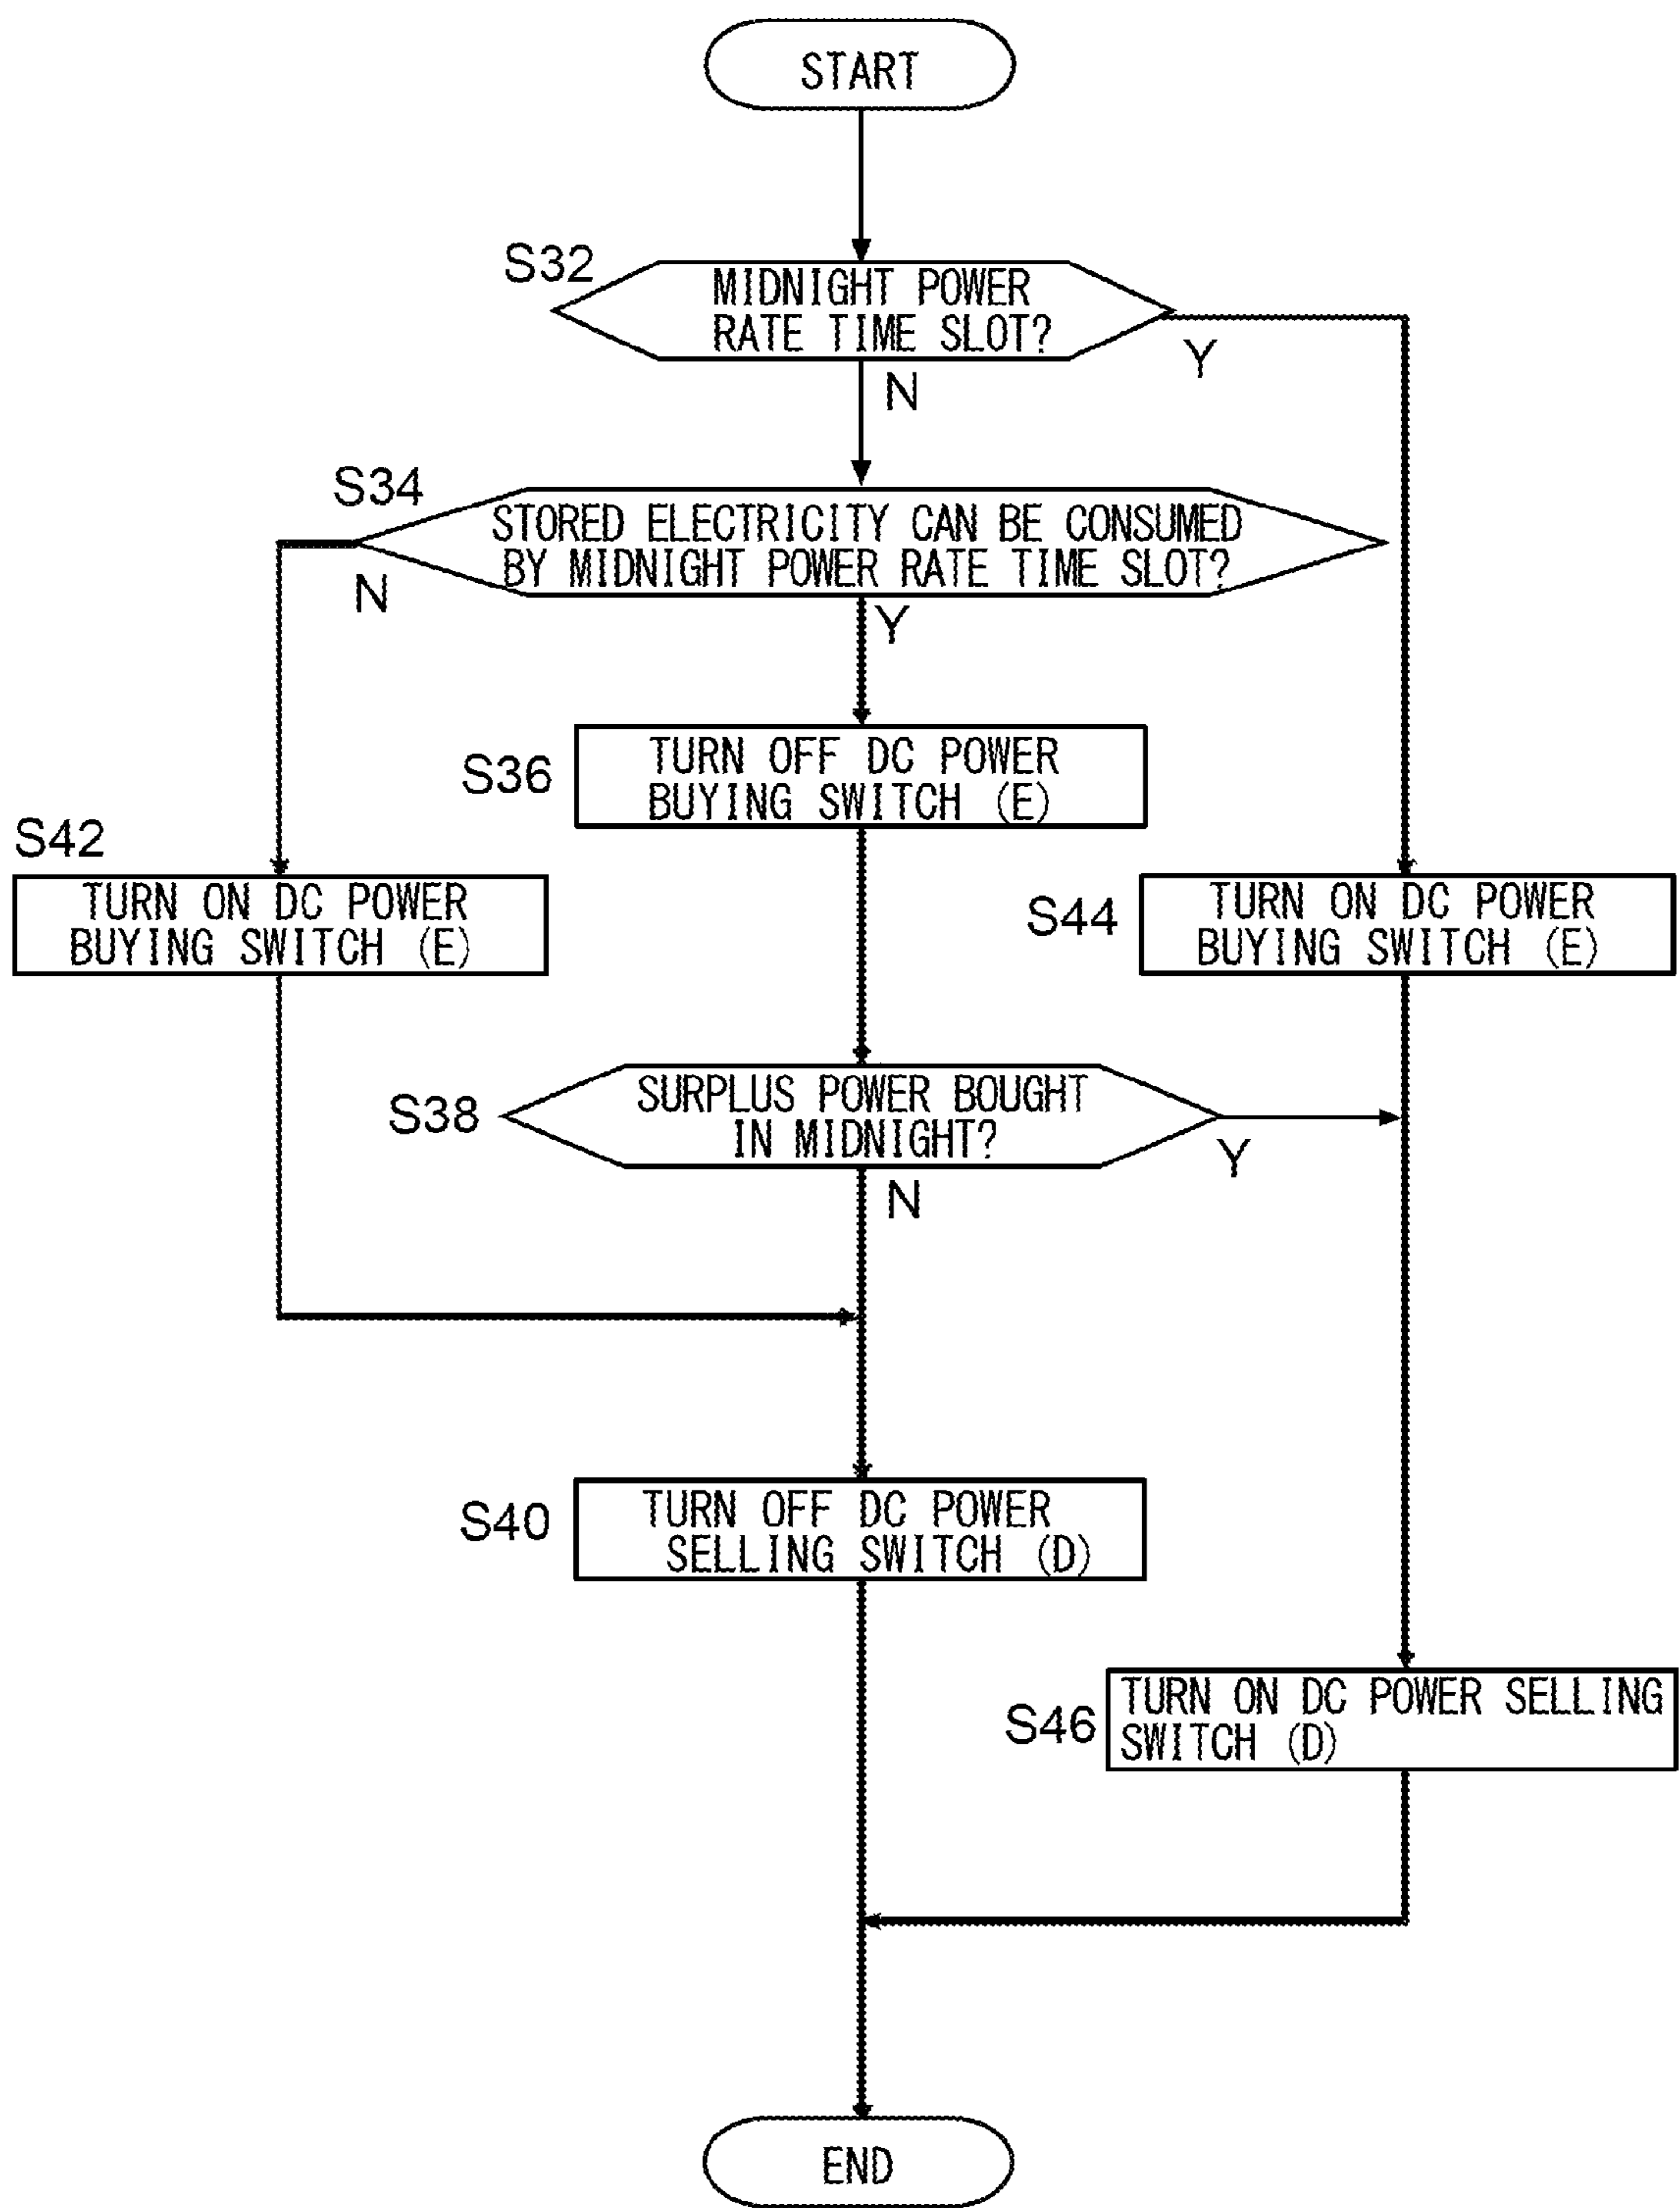 START
S32
MIDNIGHT POWER
RATE TIME SLOT?
Y
N
S34
STORED ELECTRICITY CAN BE CONSUMED
BY MIDNIGHT POWER RATE TIME SLOT?
N
Y
S36
TURN OFF DC POWER
BUYING SWITCH (E)
S42
TURN ON DC POWER
BUYING SWITCH (E)
S44
TURN ON DC POWER
BUYING SWITCH (E)
S38
SURPLUS POWER BOUGHT
IN MIDNIGHT?
Y
N
S40
TURN OFF DC POWER
SELLING SWITCH (D)
S46
TURN ON DC POWER SELLING
SWITCH (D)
END